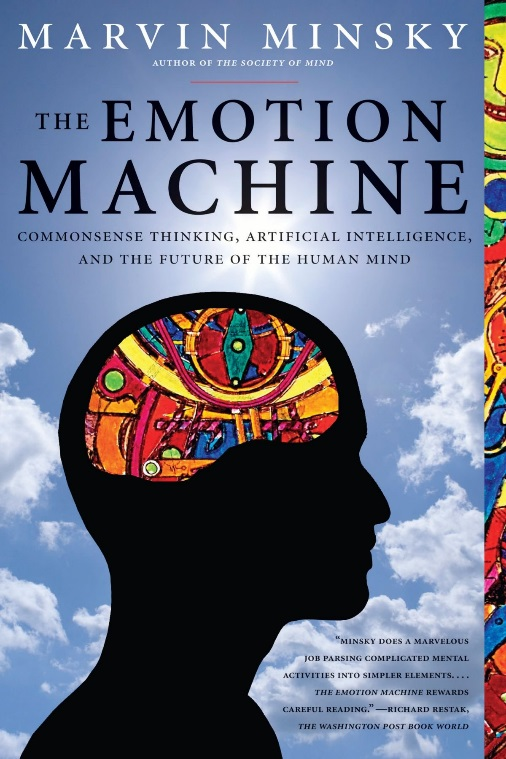 MARVIN MINSKY
AUTHOR OF THE SOCIETY OF MIND
THE EMOTION
MACHINE
COMMONSENSE THINKING, ARTIFICIAL INTELLIGENCE,
AND THE FUTURE OF THE HUMAN MIND
“MINSKY DOES A MARVELOUS
JOB PARSING COMPLICATED MENTAL
ACTIVITIES INTO SIMPLER ELEMENTS. . . .
THE EMOTION MACHINE REWARDS
CAREFUL READING.” —RICHARD RESTAK,
THE WASHINGTON POST BOOK WORLD